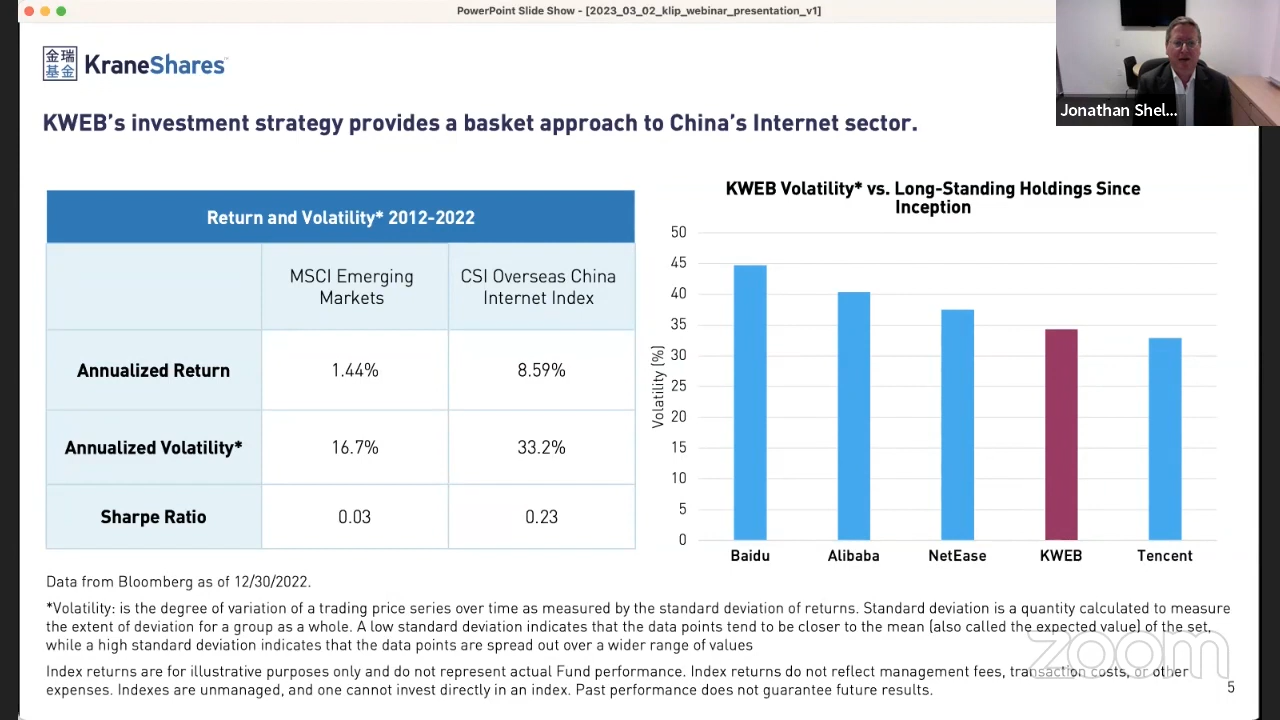 PowerPoint Slide Show - [2023_03_02_klip_webinar_presentation_v1]
Jonathan Shel...
金瑞
基金
KraneShares
KWEB's investment strategy provides a basket approach to China's Internet sector.
Return and Volatility* 2012-2022
MSCI Emerging
Markets
CSI Overseas China
Internet Index
Annualized Return
1.44%
8.59%
Annualized Volatility*
16.7%
33.2%
Sharpe Ratio
0.03
0.23
KWEB Volatility* vs. Long-Standing Holdings Since
Inception
Volatility (%)
50
45
40
35
30
25
20
15
10
5
0
Baidu
Alibaba
NetEase
KWEB
Tencent
Data from Bloomberg as of 12/30/2022.
*Volatility: is the degree of variation of a trading price series over time as measured by the standard deviation of returns. Standard deviation is a quantity calculated to measure
the extent of deviation for a group as a whole. A low standard deviation indicates that the data points tend to be closer to the mean (also called the expected value) of the set,
while a high standard deviation indicates that the data points are spread out over a wider range of values
Index returns are for illustrative purposes only and do not represent actual Fund performance. Index returns do not reflect management fees, transaction costs, or other
expenses. Indexes are unmanaged, and one cannot invest directly in an index. Past performance does not guarantee future results.
zoom
5